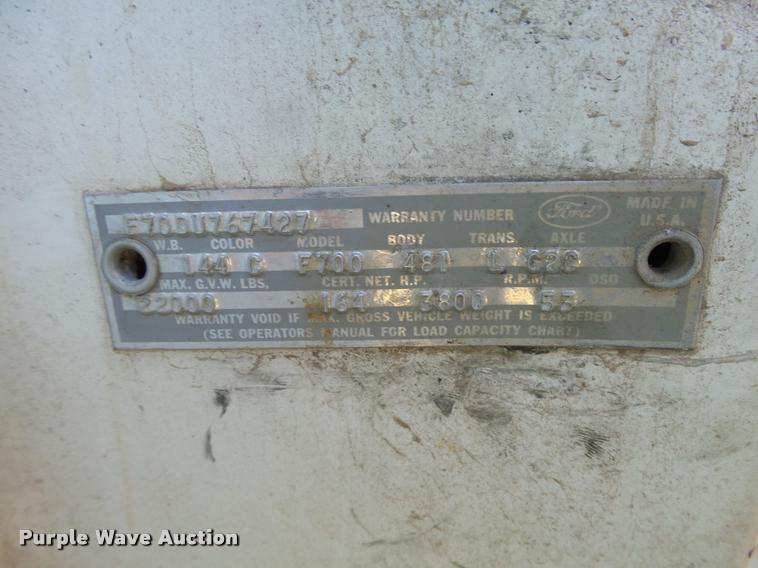 F70DU767427 WARRANTY NUMBER Ford MADE IN U.S.A.
W.B. COLOR MODEL BODY TRANS. AXLE
144 C F700 481 L G2C
MAX. G.V.W. LBS. CERT. NET. H.P. R.P.M. DSO
22000 164 3800 53
WARRANTY VOID IF MAX. GROSS VEHICLE WEIGHT IS EXCEEDED
(SEE OPERATORS MANUAL FOR LOAD CAPACITY CHART)
Purple Wave Auction